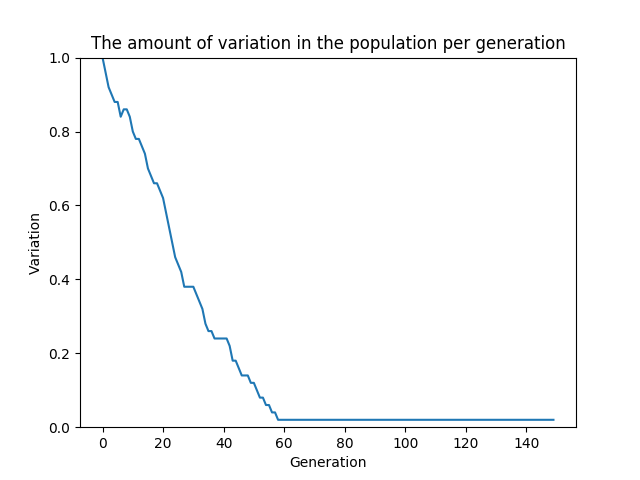 The amount of variation in the population per generation
1.0
0.8
0.6
0.4
0.2
0.0
Variation
0 20 40 60 80 100 120 140
Generation